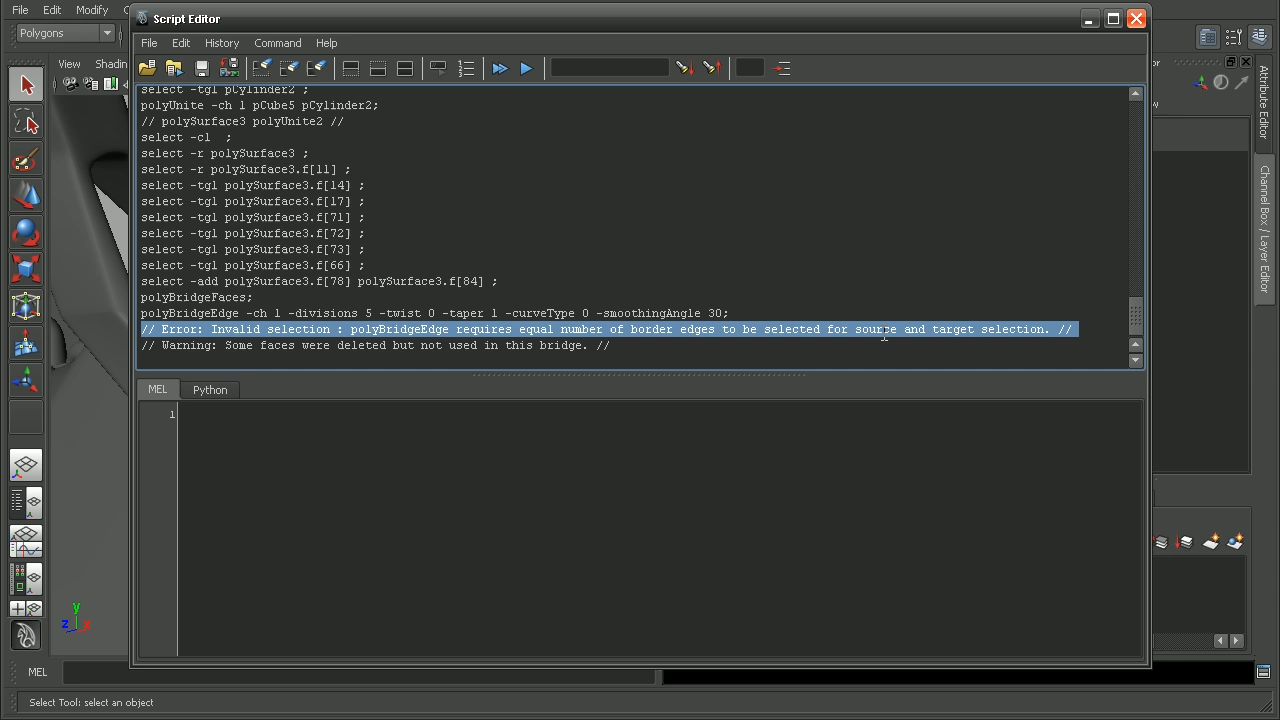 File Edit Modify
Script Editor
Polygons
File Edit History Command Help
View Shadin
select -tgl pCylinder2 ;
polyUnite -ch 1 pCube5 pCylinder2;
// polySurface3 polyUnite2 //
select -cl  ;
select -r polySurface3 ;
select -r polySurface3.f[11] ;
select -tgl polySurface3.f[14] ;
select -tgl polySurface3.f[17] ;
select -tgl polySurface3.f[71] ;
select -tgl polySurface3.f[72] ;
select -tgl polySurface3.f[73] ;
select -tgl polySurface3.f[66] ;
select -add polySurface3.f[78] polySurface3.f[84] ;
polyBridgeFaces;
polyBridgeEdge -ch 1 -divisions 5 -twist 0 -taper 1 -curveType 0 -smoothingAngle 30;
// Error: Invalid selection : polyBridgeEdge requires equal number of border edges to be selected for source and target selection. //
// Warning: Some faces were deleted but not used in this bridge. //
MEL Python
1
Attribute Editor
Channel Box / Layer Editor
y
z x
MEL
Select Tool: select an object